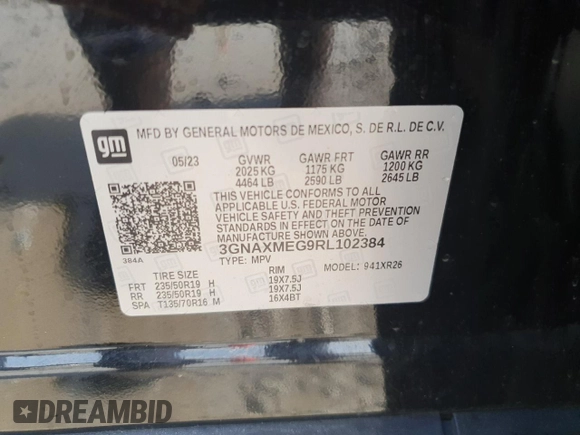 gm
MFD BY GENERAL MOTORS DE MEXICO, S. DE R.L. DE C.V.
05/23 GVWR GAWR FRT GAWR RR
2025 KG 1175 KG 1200 KG
4464 LB 2590 LB 2645 LB
THIS VEHICLE CONFORMS TO ALL
APPLICABLE U.S. FEDERAL MOTOR
VEHICLE SAFETY AND THEFT PREVENTION
STANDARDS IN EFFECT ON THE DATE OF
MANUFACTURE SHOWN ABOVE.
384A
3GNAXMEG9RL102384
TYPE: MPV MODEL: 941XR26
TIRE SIZE RIM
FRT 235/50R19 H 19X7.5J
RR 235/50R19 H 19X7.5J
SPA T135/70R16 M 16X4BT
DREAMBID